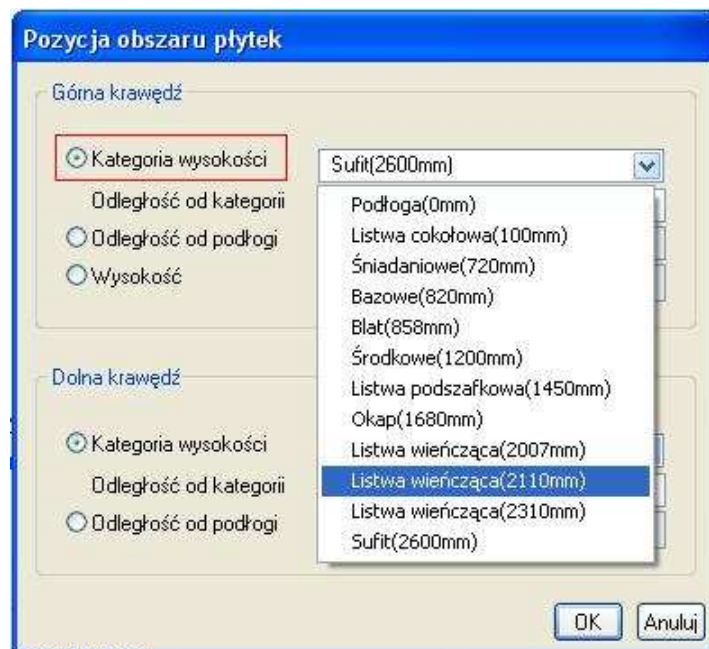 Pozycja obszaru płytek
Górna krawędź
Kategoria wysokości
Sufit(2600mm)
Odległość od kategorii
Odległość od podłogi
Wysokość
Podłoga(0mm)
Listwa cokołowa(100mm)
Śniadaniowe(720mm)
Bazowe(820mm)
Blat(858mm)
Środkowe(1200mm)
Listwa podszafkowa(1450mm)
Okap(1680mm)
Listwa wieńcząca(2007mm)
Listwa wieńcząca(2110mm)
Listwa wieńcząca(2310mm)
Sufit(2600mm)
Dolna krawędź
Kategoria wysokości
Odległość od kategorii
Odległość od podłogi
OK
Anuluj